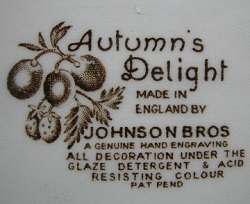 Autumn's
Delight
MADE IN
ENGLAND BY
JOHNSON BROS
A GENUINE HAND ENGRAVING
ALL DECORATION UNDER THE
GLAZE DETERGENT & ACID
RESISTING COLOUR
PAT PEND